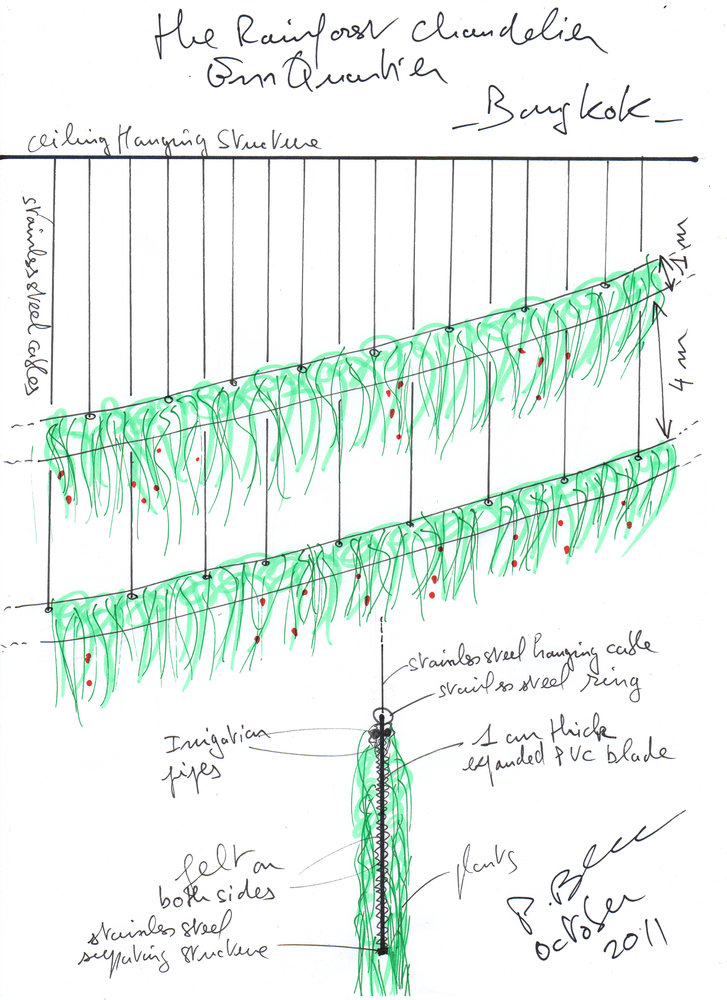 the Rainforest Chandelier
EmQuartier
- Bangkok -
ceiling Hanging Structure
stainless steel cables
1 m
4 m
stainless steel hanging cable
stainless steel ring
Irrigation
pipes
1 cm thick
expanded PVC blade
felt on
both sides
plants
stainless steel
supporting structure
P. Blanc
october
2011